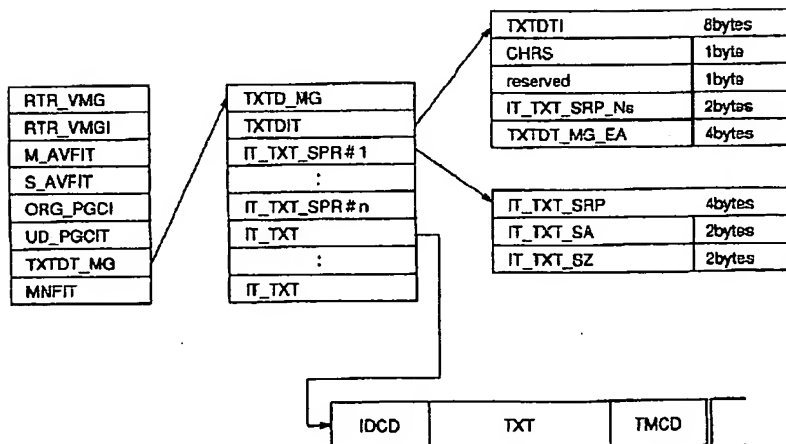 RTR_VMG
RTR_VMGI
M_AVFIT
S_AVFIT
ORG_PGCI
UD_PGCIT
TXTDT_MG
MNFIT
TXTD_MG
TXTDIT
IT_TXT_SPR#1
:
IT_TXT_SPR#n
IT_TXT
:
IT_TXT
TXTDTI 8bytes
CHRS 1byte
reserved 1byte
IT_TXT_SRP_Ns 2bytes
TXTDT_MG_EA 4bytes
IT_TXT_SRP 4bytes
IT_TXT_SA 2bytes
IT_TXT_SZ 2bytes
IDCD TXT TMCD